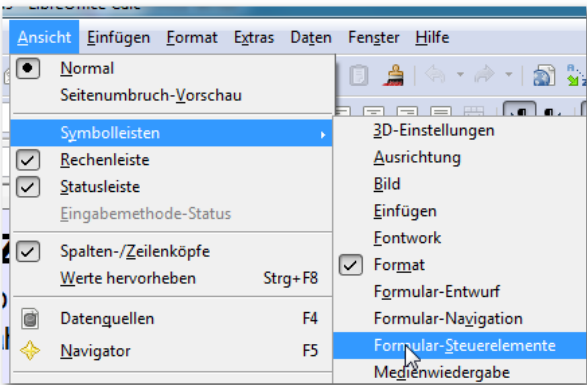 LibreOffice Calc
Ansicht Einfügen Format Extras Daten Fenster Hilfe
Normal
Seitenumbruch-Vorschau
Symbolleisten
Rechenleiste
Statusleiste
Eingabemethode-Status
Spalten-/Zeilenköpfe
Werte hervorheben Strg+F8
Datenquellen F4
Navigator F5
3D-Einstellungen
Ausrichtung
Bild
Einfügen
Fontwork
Format
Formular-Entwurf
Formular-Navigation
Formular-Steuerelemente
Medienwiedergabe